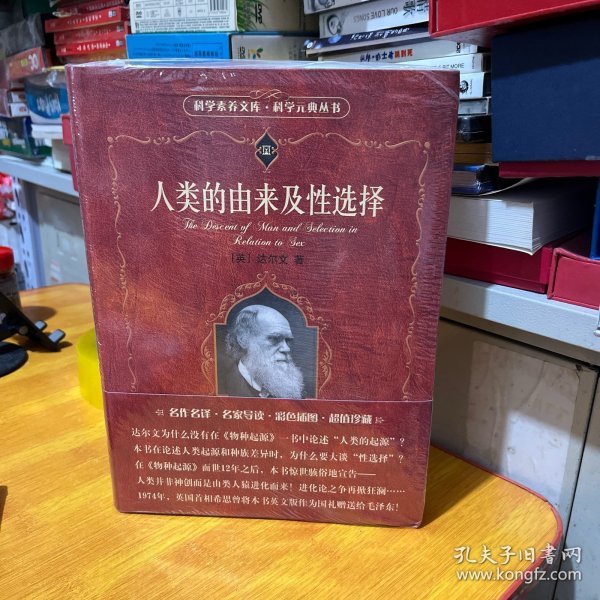 OUR LOVE SONGS
科学素养文库·科学元典丛书
人类的由来及性选择
The Descent of Man and Selection in
Relation to Sex
[英] 达尔文 著
名作名译·名家导读·彩色插图·超值珍藏
达尔文为什么没有在《物种起源》一书中论述“人类的起源”?
本书在论述人类起源和种族差异时,为什么要大谈“性选择”?
在《物种起源》面世12年之后,本书惊世骇俗地宣告——
人类并非神创而是由类人猿进化而来!进化论之争再掀狂澜……
1974年,英国首相希思曾将本书英文版作为国礼赠送给毛泽东!
孔夫子旧书网
www.kongfz.com